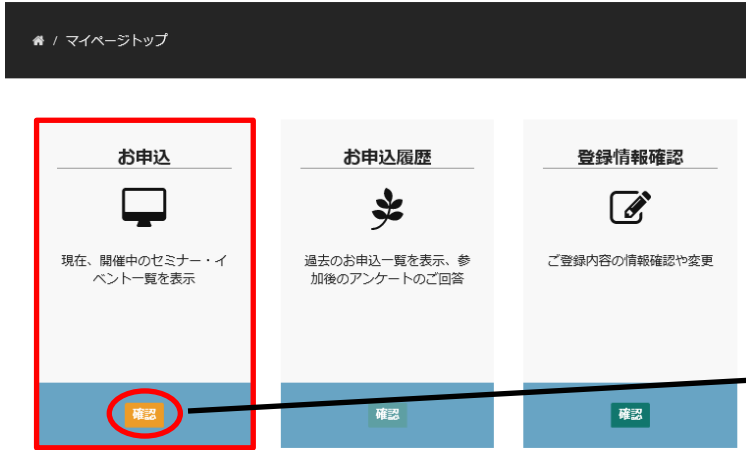 / マイページトップ
お申込
現在、開催中のセミナー・イ
ベント一覧を表示
確認
お申込履歴
過去のお申込一覧を表示、参
加後のアンケートのご回答
確認
登録情報確認
ご登録内容の情報確認や変更
確認